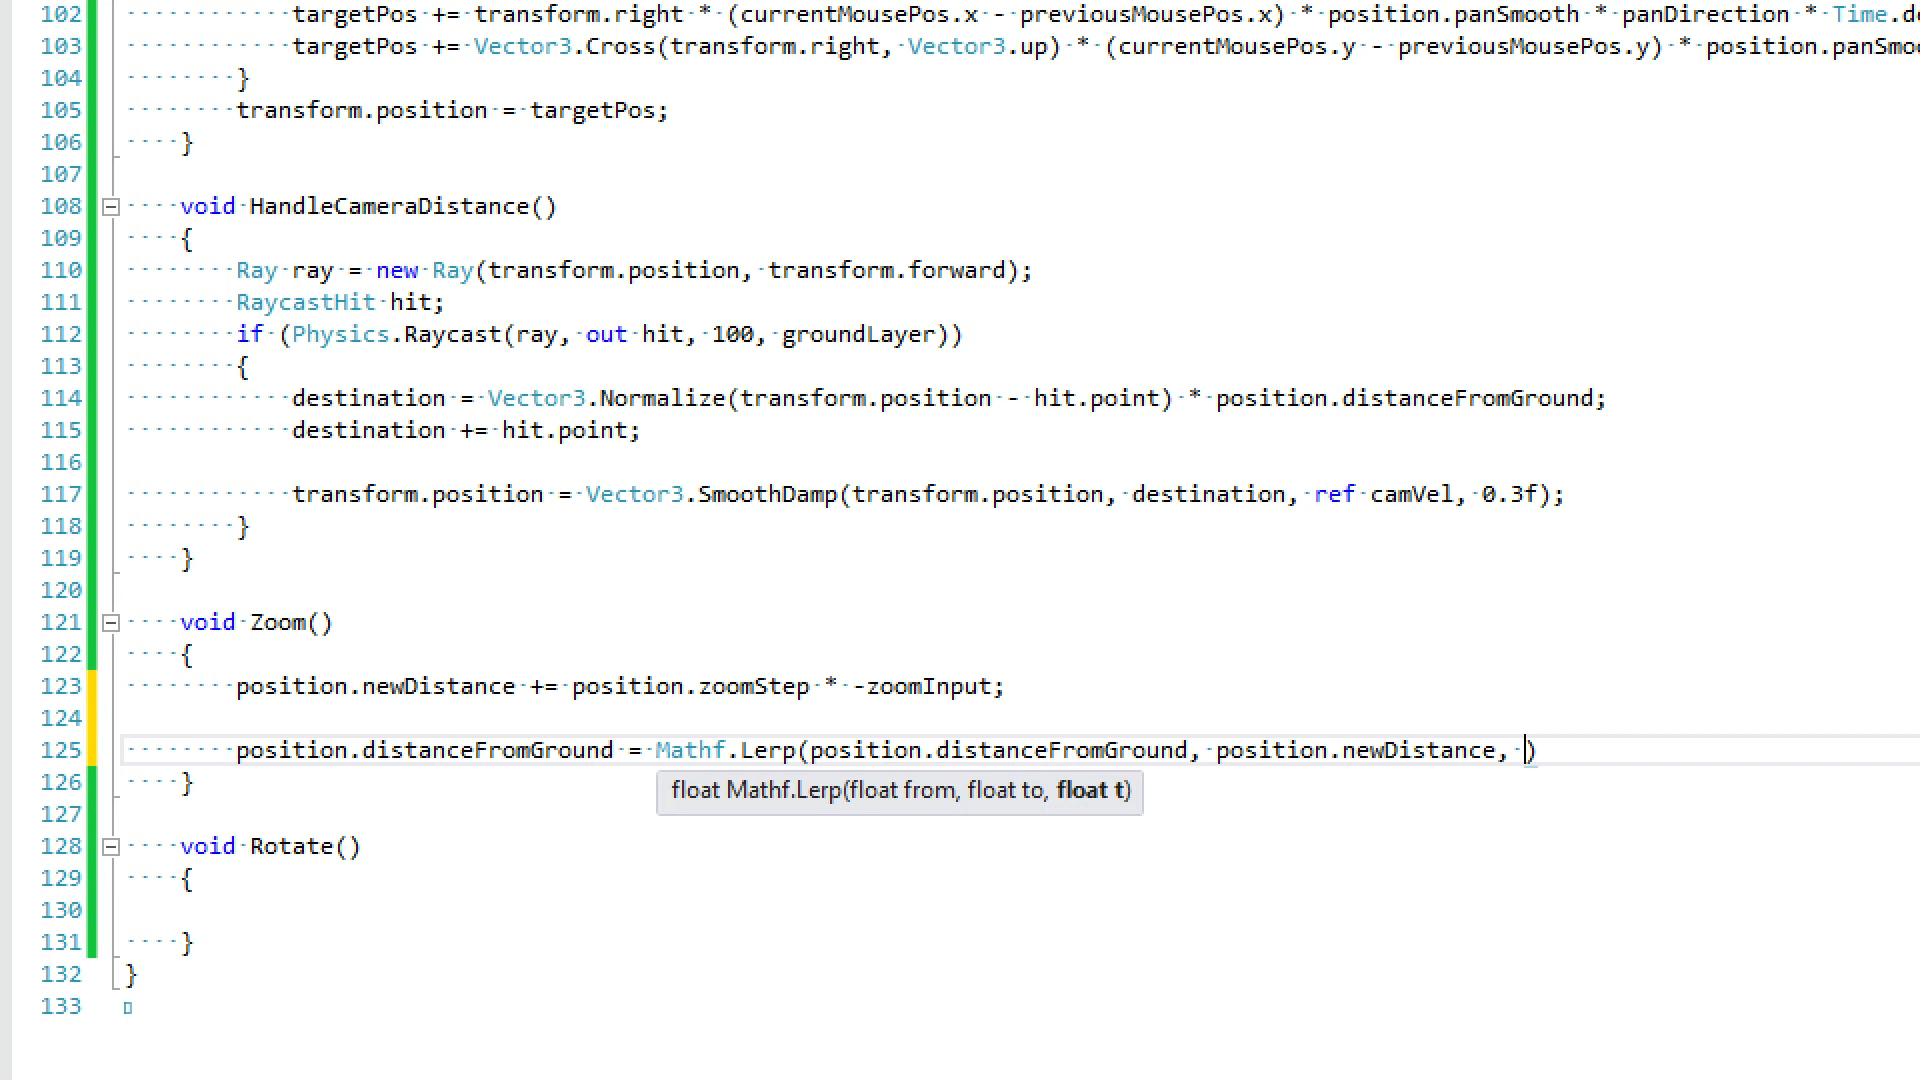 102 targetPos += transform.right * (currentMousePos.x - previousMousePos.x) * position.panSmooth * panDirection * Time.d
103 targetPos += Vector3.Cross(transform.right, Vector3.up) * (currentMousePos.y - previousMousePos.y) * position.panSmo
104 }
105 transform.position = targetPos;
106 }
107
108 void HandleCameraDistance()
109 {
110 Ray ray = new Ray(transform.position, transform.forward);
111 RaycastHit hit;
112 if (Physics.Raycast(ray, out hit, 100, groundLayer))
113 {
114 destination = Vector3.Normalize(transform.position - hit.point) * position.distanceFromGround;
115 destination += hit.point;
116
117 transform.position = Vector3.SmoothDamp(transform.position, destination, ref camVel, 0.3f);
118 }
119 }
120
121 void Zoom()
122 {
123 position.newDistance += position.zoomStep * -zoomInput;
124
125 position.distanceFromGround = Mathf.Lerp(position.distanceFromGround, position.newDistance, )
126 }
float Mathf.Lerp(float from, float to, float t)
127
128 void Rotate()
129 {
130
131 }
132 }
133